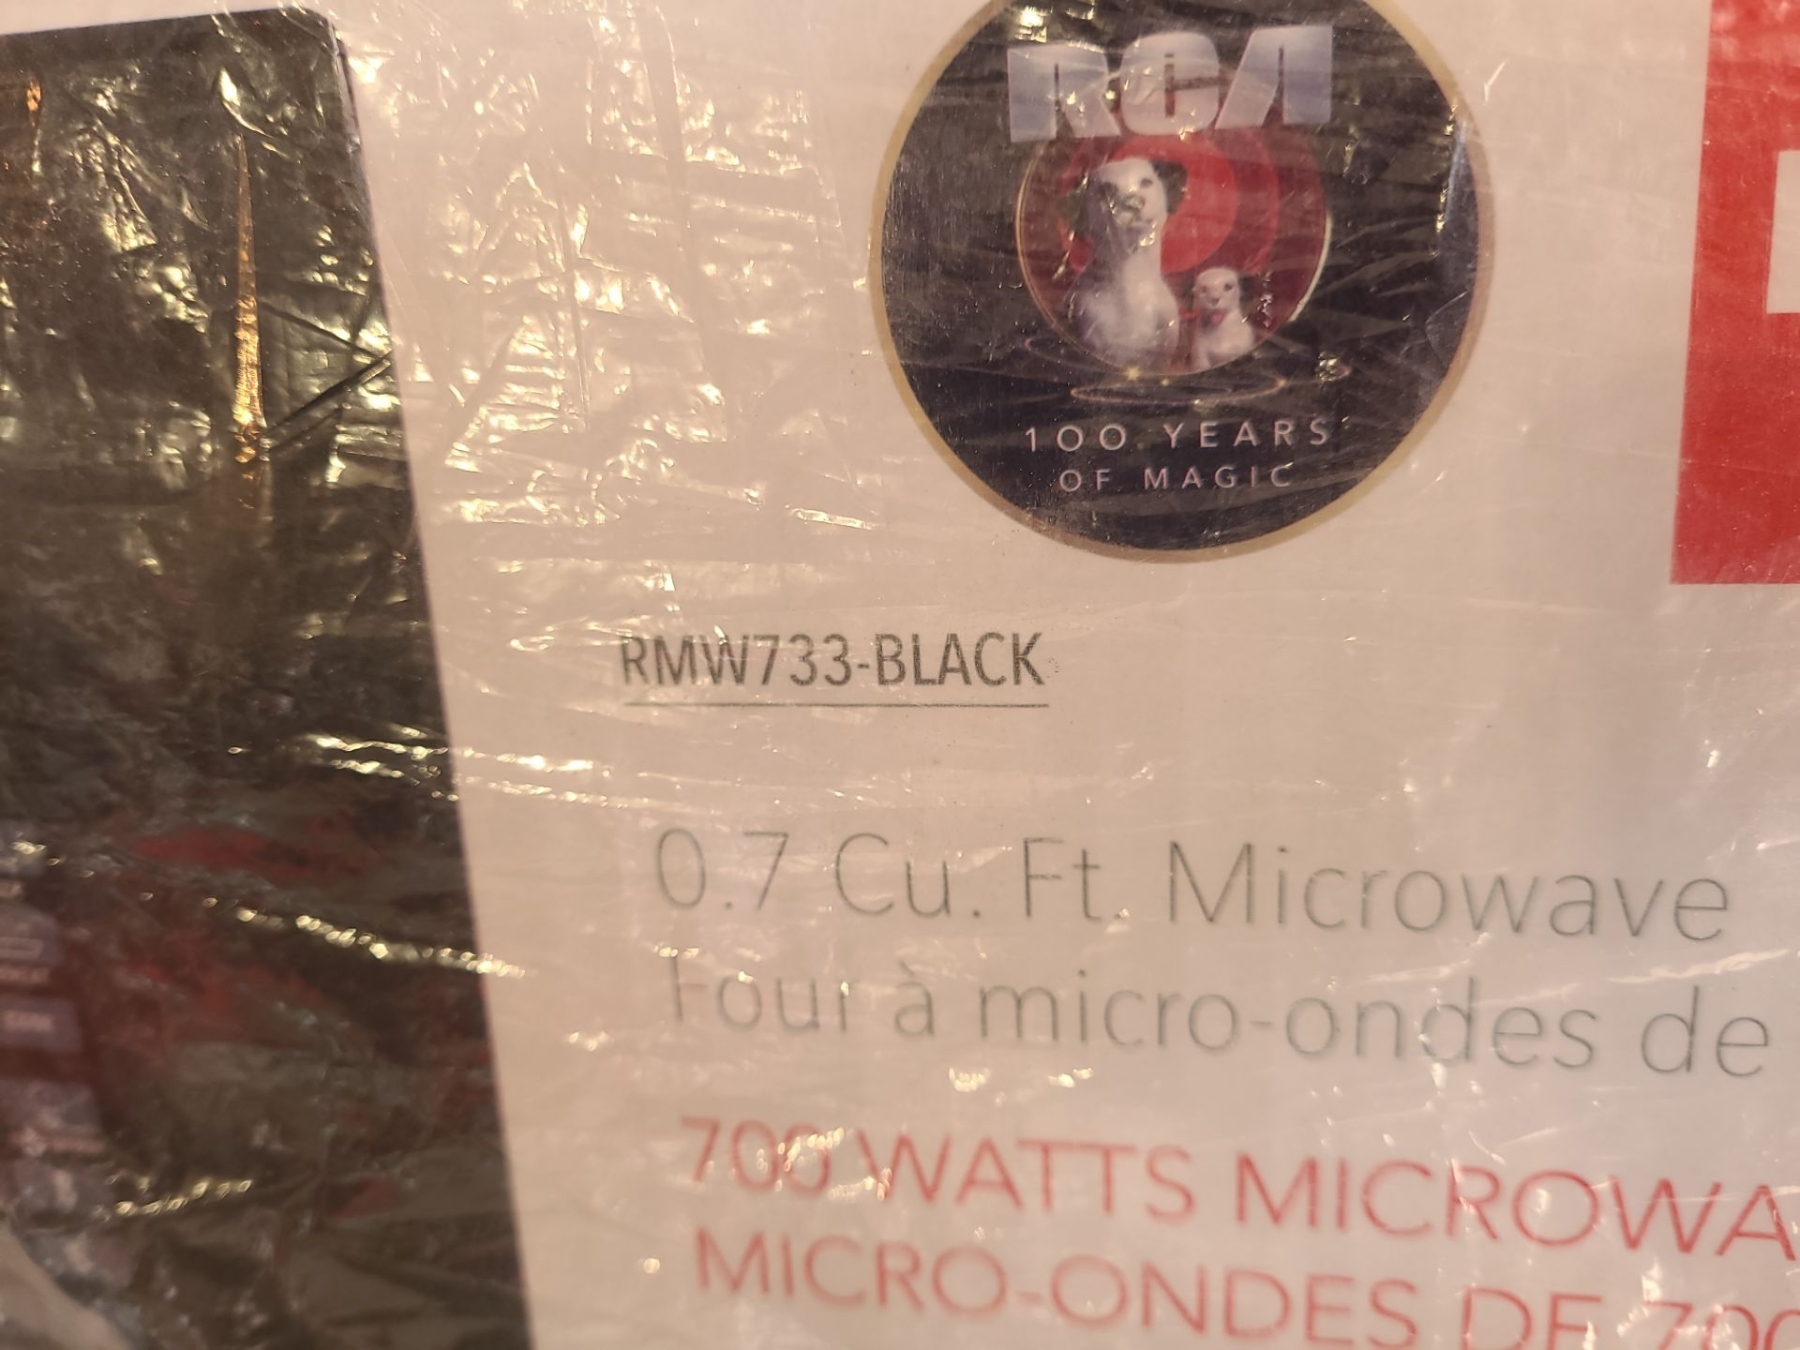 RCA
100 YEARS
OF MAGIC
RMW733-BLACK
0.7 Cu. Ft. Microwave
Four à micro-ondes de
700 WATTS MICROWA
MICRO-ONDES DE 700